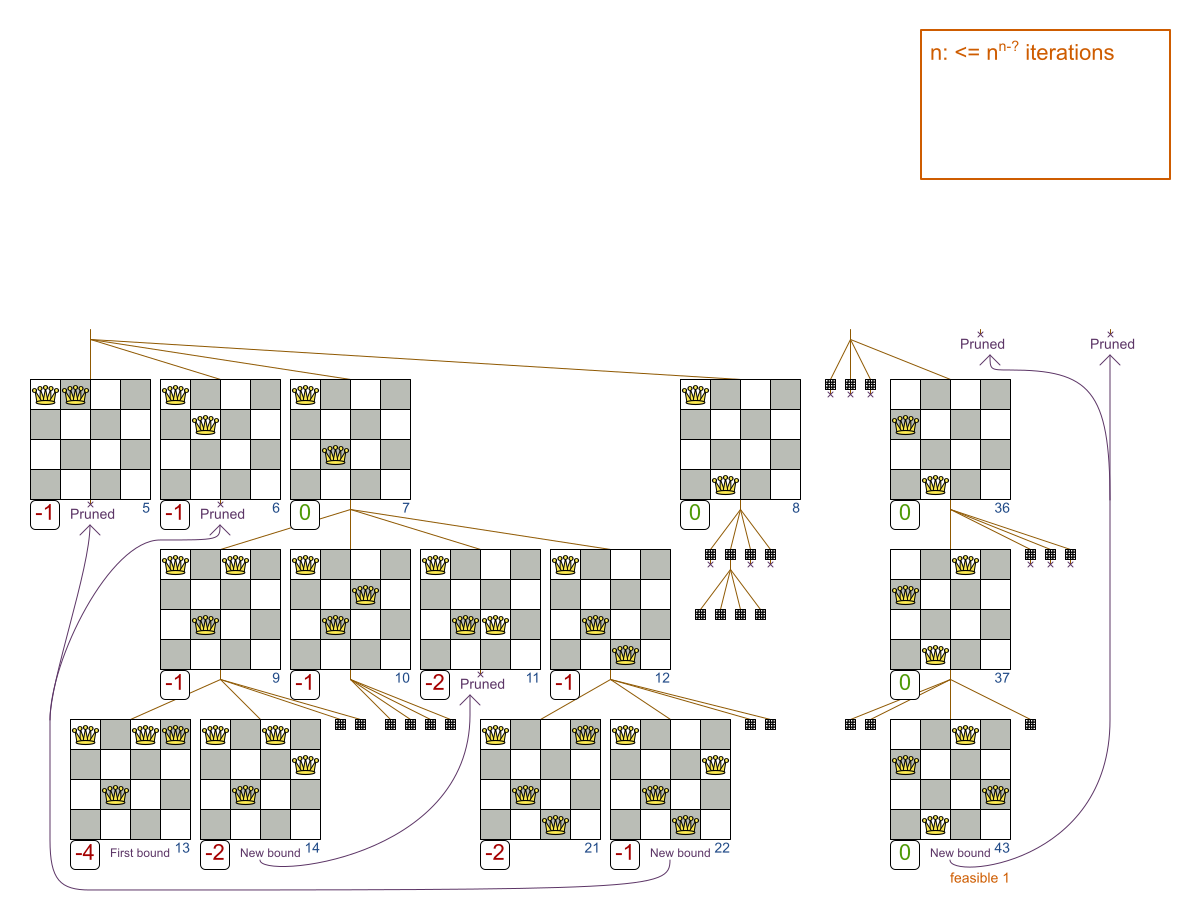 n: <= n^n-? iterations
Pruned
Pruned
-1
Pruned
5
-1
Pruned
6
0
7
0
8
0
36
-1
9
-1
10
-2
Pruned
11
-1
12
0
37
-4
First bound
13
-2
New bound
14
-2
21
-1
New bound
22
0
New bound
43
feasible 1